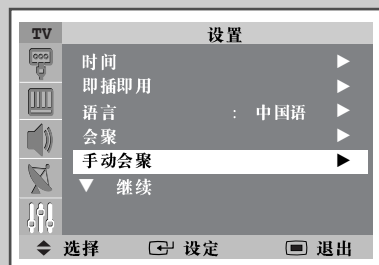 TV 设置
时间 ▶
即插即用 ▶
语言 : 中国语 ▶
会聚 ▶
手动会聚 ▶
▼ 继续
选择 设定 退出